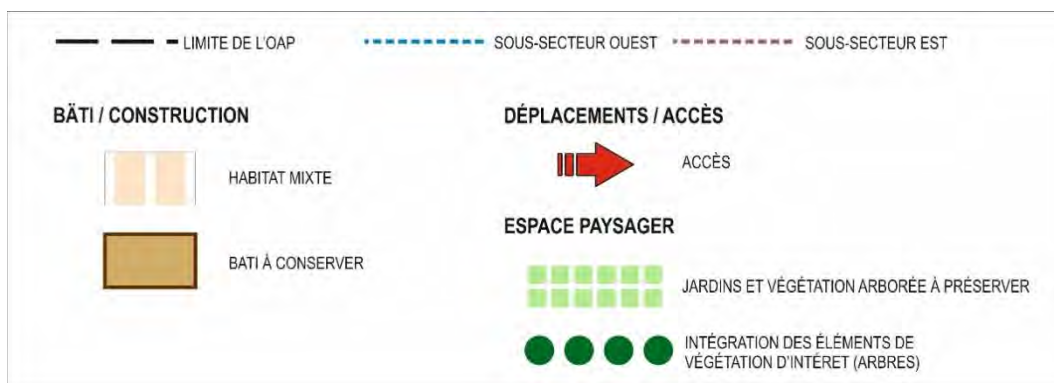 LIMITE DE L'OAP
SOUS-SECTEUR OUEST
SOUS-SECTEUR EST
BÄTI / CONSTRUCTION
HABITAT MIXTE
BATI À CONSERVER
DÉPLACEMENTS / ACCÈS
ACCÈS
ESPACE PAYSAGER
JARDINS ET VÉGÉTATION ARBORÉE À PRÉSERVER
INTÉGRATION DES ÉLÉMENTS DE
VÉGÉTATION D'INTÉRET (ARBRES)